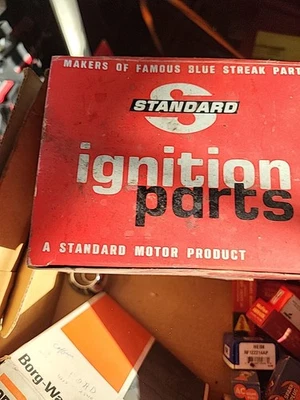 MAKERS OF FAMOUS BLUE STREAK PART
S
STANDARD
ignition
parts
A STANDARD MOTOR PRODUCT
Borg-Wa